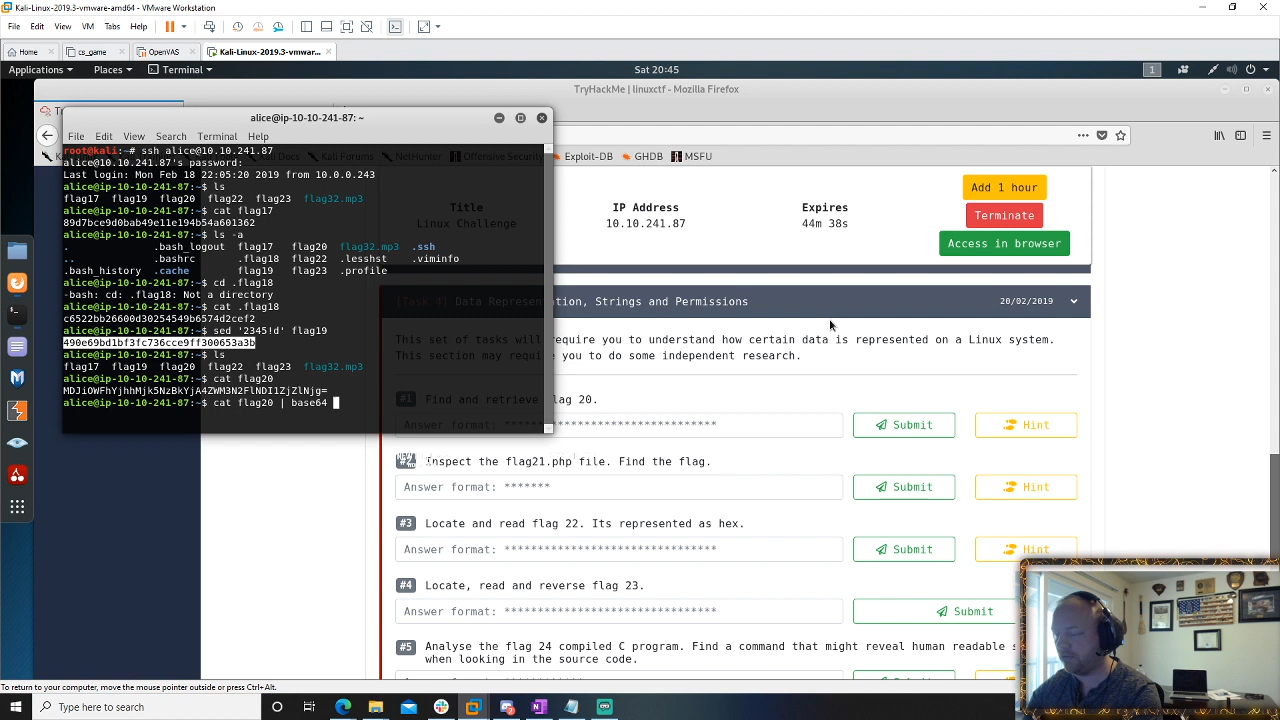 Kali-Linux-2019.3-vmware-amd64 - VMware Workstation
File Edit View VM Tabs Help
Home cs_game OpenVAS Kali-Linux-2019.3-vmwar...
Applications Places Terminal Sat 20:45 1
TryHackMe | linuxctf - Mozilla Firefox
alice@ip-10-10-241-87: ~
File Edit View Search Terminal Help
Kali Docs Kali Forums NetHunter Offensive Security Exploit-DB GHDB MSFU
root@kali:~# ssh alice@10.10.241.87
alice@10.10.241.87's password:
Last login: Mon Feb 18 22:05:20 2019 from 10.0.0.243
alice@ip-10-10-241-87:~$ ls
flag17 flag19 flag20 flag22 flag23 flag32.mp3
alice@ip-10-10-241-87:~$ cat flag17
89d7bce9d0bab49e11e194b54a601362
alice@ip-10-10-241-87:~$ ls -a
. .bash_logout flag17 flag20 flag32.mp3 .ssh
.. .bashrc .flag18 flag22 .lesshst .viminfo
.bash_history .cache flag19 flag23 .profile
alice@ip-10-10-241-87:~$ cd .flag18
-bash: cd: .flag18: Not a directory
alice@ip-10-10-241-87:~$ cat .flag18
c6522bb26600d30254549b6574d2cef2
alice@ip-10-10-241-87:~$ sed '2345!d' flag19
490e69bd1bf3fc736cce9ff300653a3b
alice@ip-10-10-241-87:~$ ls
flag17 flag19 flag20 flag22 flag23 flag32.mp3
alice@ip-10-10-241-87:~$ cat flag20
MDJiOWFhYjhhMjk5NzBkYjA4ZWM3N2FlNDI1ZjZlNjg=
alice@ip-10-10-241-87:~$ cat flag20 | base64
Title IP Address Expires
Linux Challenge 10.10.241.87 44m 38s
Add 1 hour
Terminate
Access in browser
[Task 4] Data Representation, Strings and Permissions 20/02/2019
This set of tasks will require you to understand how certain data is represented on a Linux system.
This section may require you to do some independent research.
#1 Find and retrieve flag 20.
Answer format: ******************************** Submit Hint
#2 Inspect the flag21.php file. Find the flag.
Answer format: ******* Submit Hint
#3 Locate and read flag 22. Its represented as hex.
Answer format: ******************************** Submit Hint
#4 Locate, read and reverse flag 23.
Answer format: ******************************** Submit
#5 Analyse the flag 24 compiled C program. Find a command that might reveal human readable
when looking in the source code.
To return to your computer, move the mouse pointer outside or press Ctrl+Alt.
Type here to search